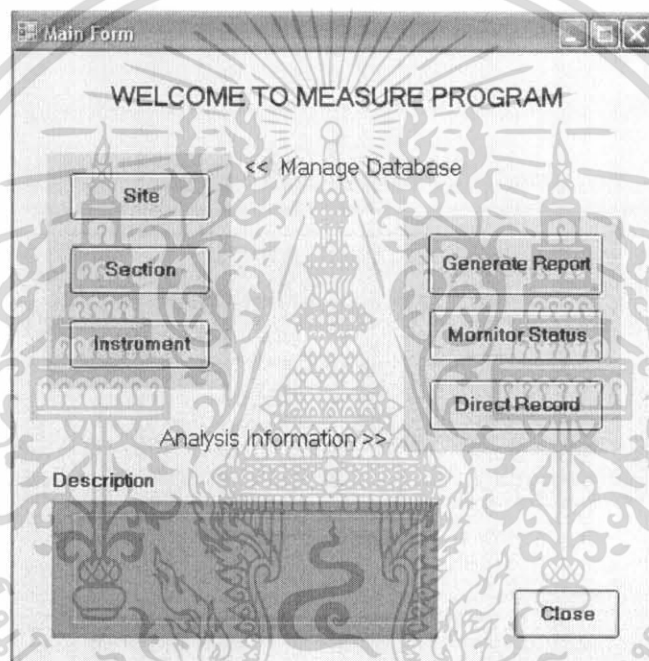 Main Form
WELCOME TO MEASURE PROGRAM
<< Manage Database
Site
Section
Instrument
Generate Report
Mornitor Status
Direct Record
Analysis Information >>
Description
Close